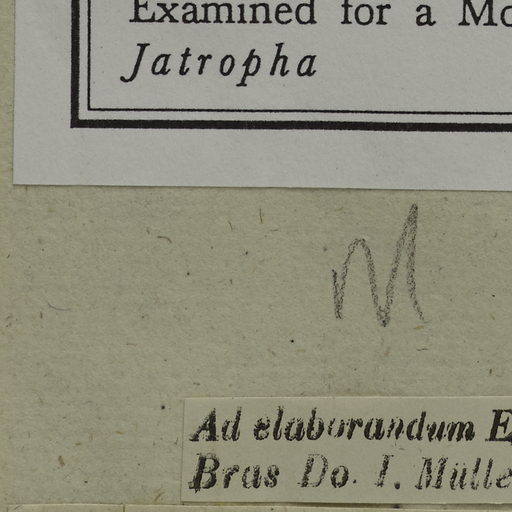 Examined for a Mo
Jatropha
M
Ad elaborandum E
Bras Do. I. Mülle